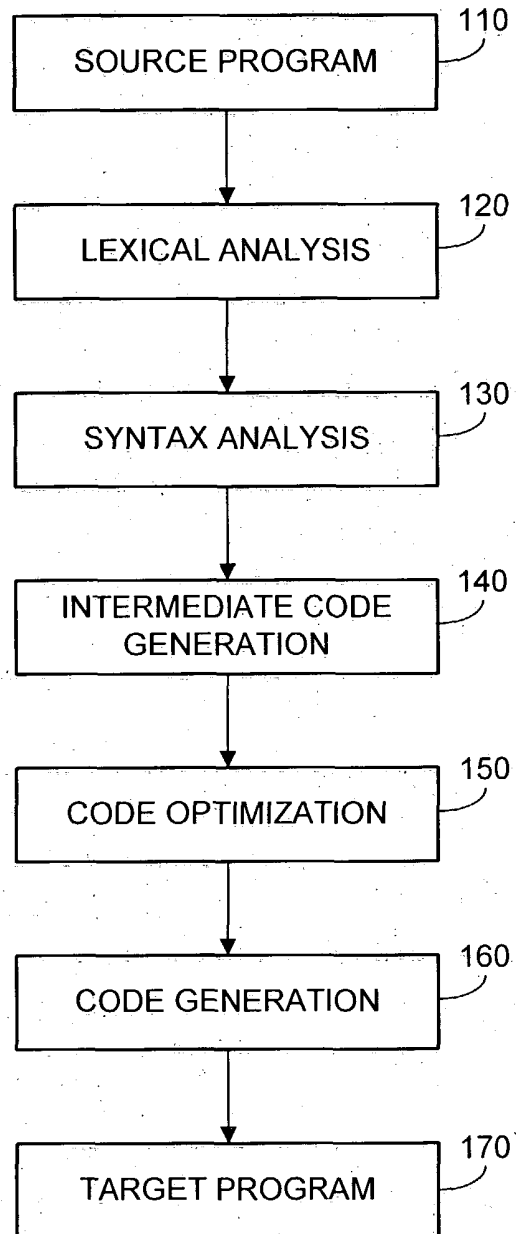 110
SOURCE PROGRAM
120
LEXICAL ANALYSIS
130
SYNTAX ANALYSIS
140
INTERMEDIATE CODE
GENERATION
150
CODE OPTIMIZATION
160
CODE GENERATION
170
TARGET PROGRAM